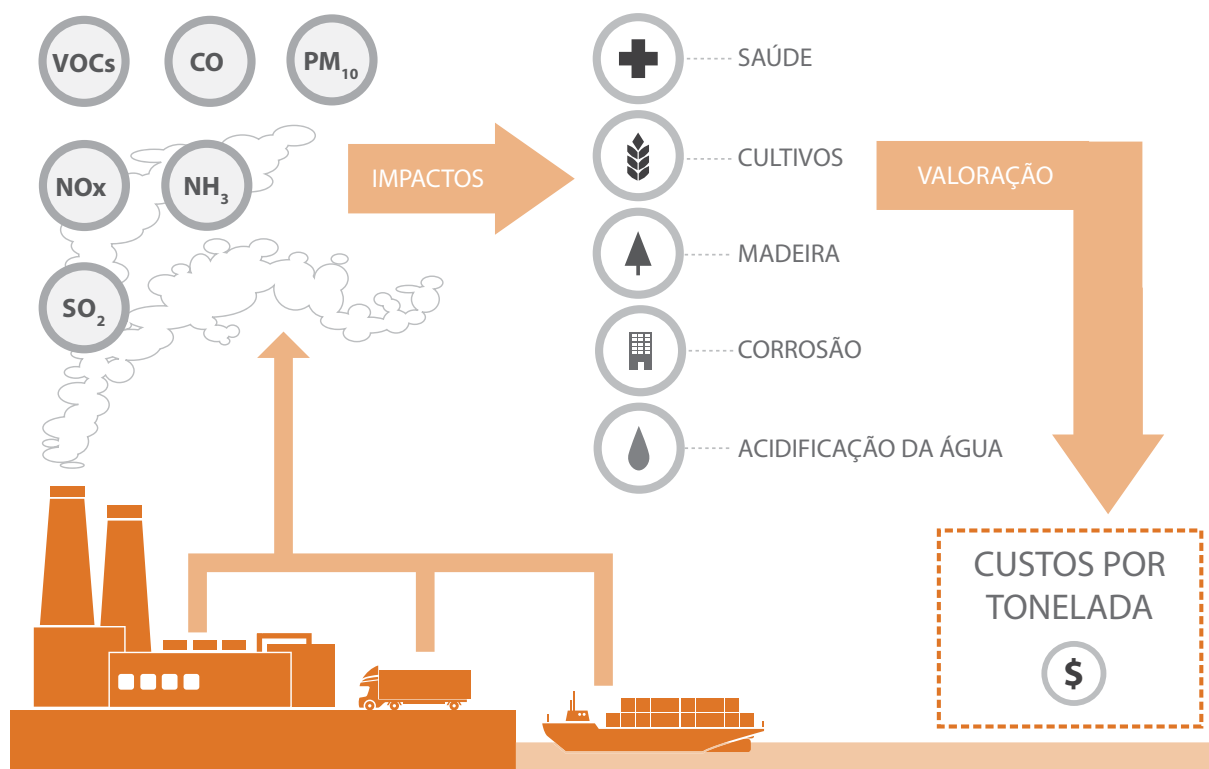 VOCs
CO
PM₁₀
NOx
NH₃
SO₂
IMPACTOS
SAÚDE
CULTIVOS
MADEIRA
CORROSÃO
ACIDIFICAÇÃO DA ÁGUA
VALORAÇÃO
CUSTOS POR
TONELADA
$